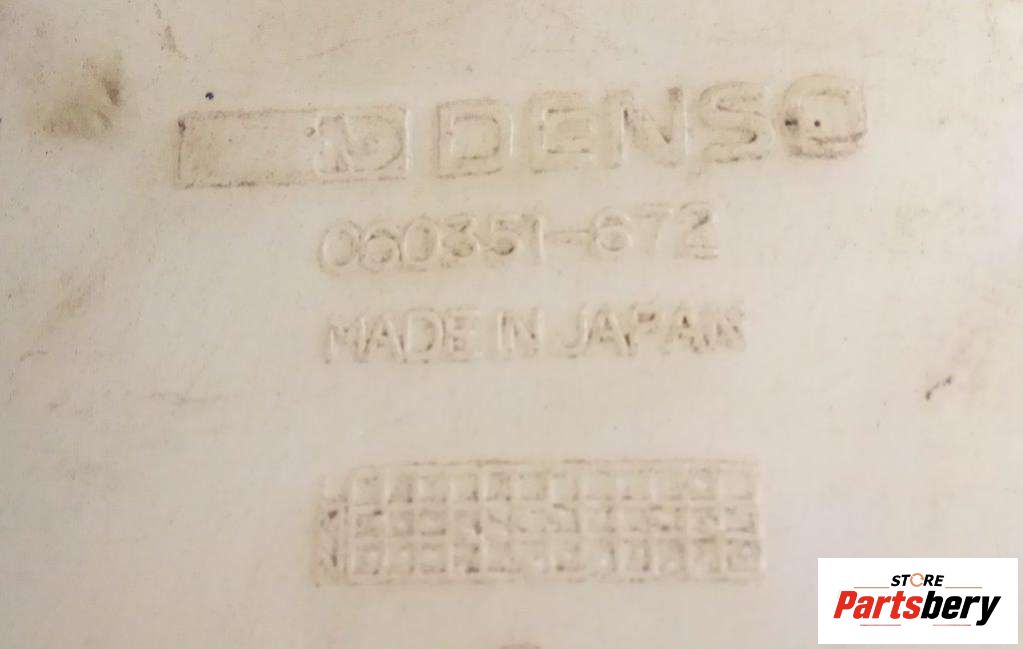 DENSO
060351-672
MADE IN JAPAN
STORE
Partsbery